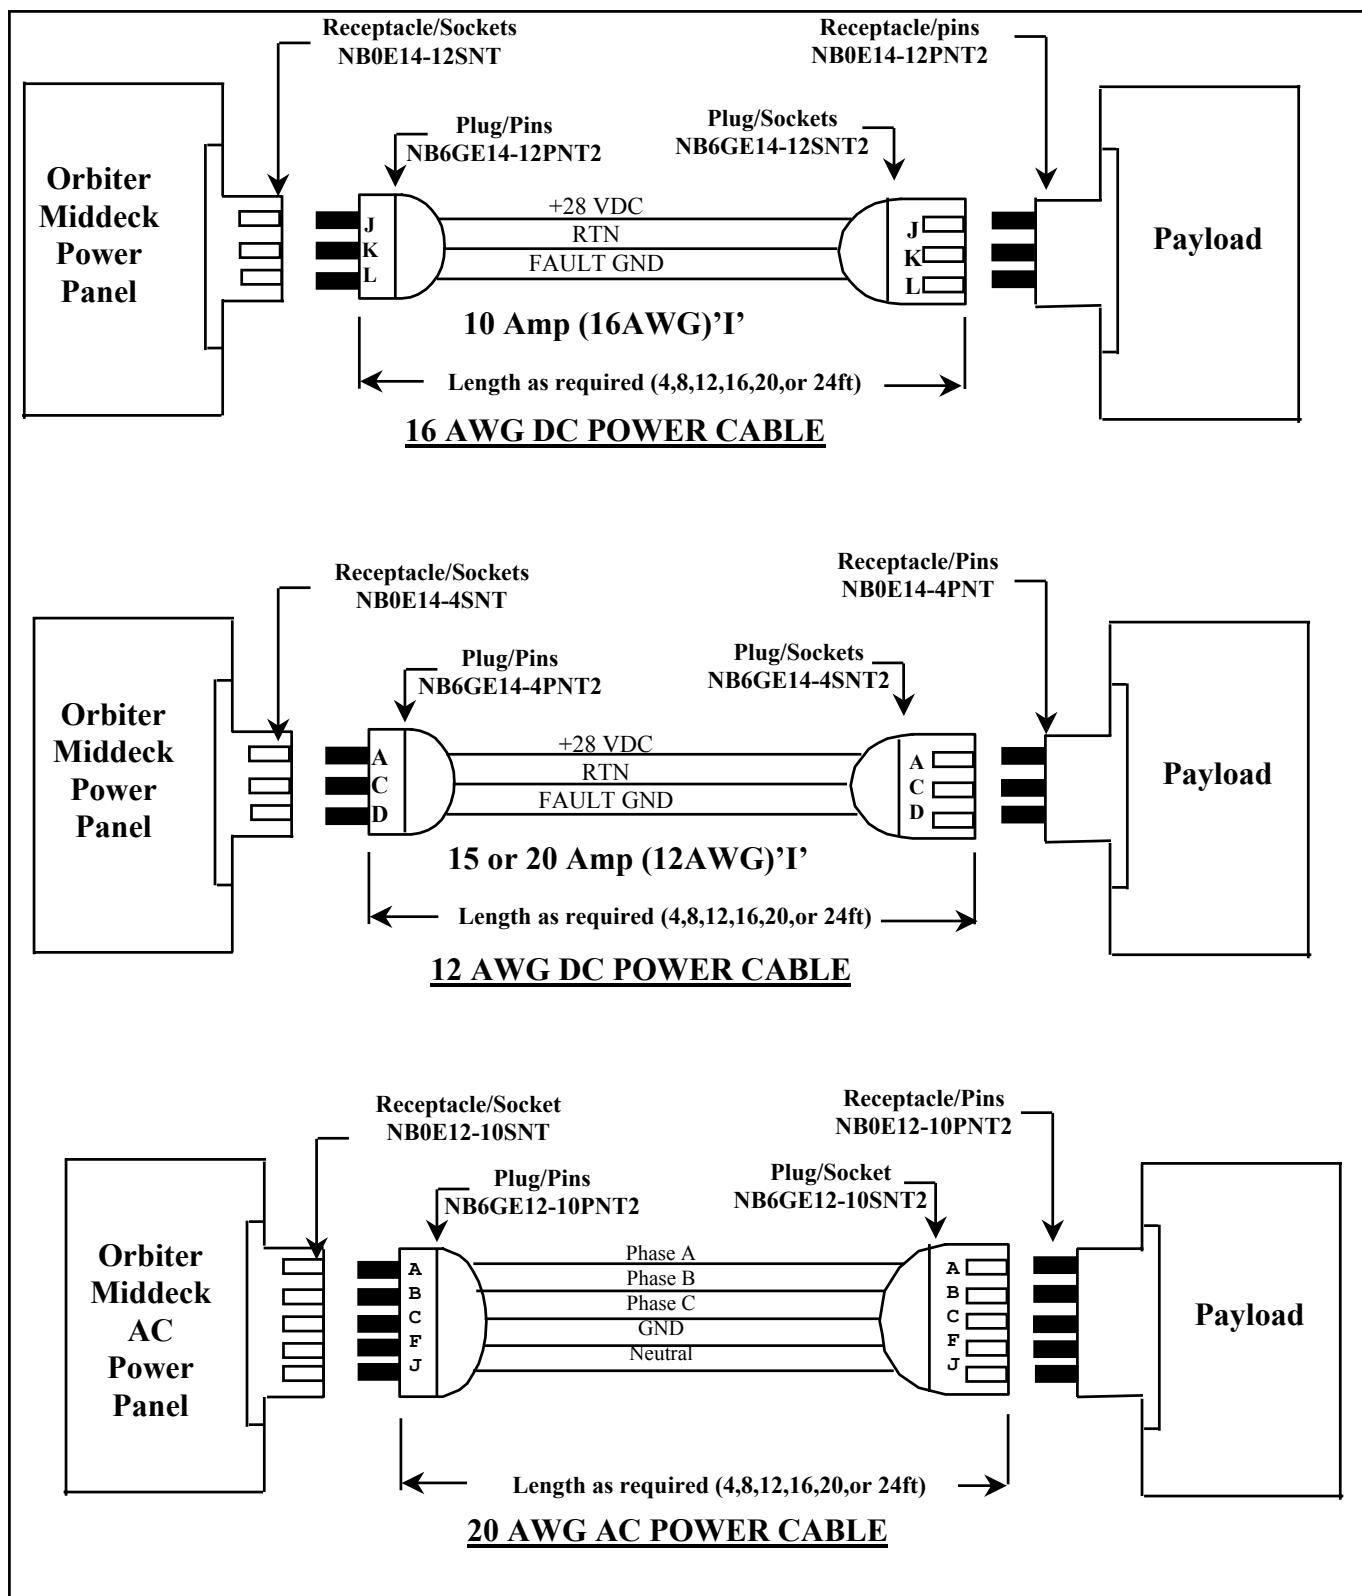 Receptacle/Sockets
NB0E14-12SNT
Receptacle/pins
NB0E14-12PNT2
Plug/Pins
NB6GE14-12PNT2
Plug/Sockets
NB6GE14-12SNT2
Orbiter
Middeck
Power
Panel
J
K
L
+28 VDC
RTN
FAULT GND
J
K
L
Payload
10 Amp (16AWG)’I’
Length as required (4,8,12,16,20,or 24ft)
16 AWG DC POWER CABLE
Receptacle/Sockets
NB0E14-4SNT
Receptacle/Pins
NB0E14-4PNT
Plug/Pins
NB6GE14-4PNT2
Plug/Sockets
NB6GE14-4SNT2
Orbiter
Middeck
Power
Panel
A
C
D
+28 VDC
RTN
FAULT GND
A
C
D
Payload
15 or 20 Amp (12AWG)’I’
Length as required (4,8,12,16,20,or 24ft)
12 AWG DC POWER CABLE
Receptacle/Socket
NB0E12-10SNT
Receptacle/Pins
NB0E12-10PNT2
Plug/Pins
NB6GE12-10PNT2
Plug/Socket
NB6GE12-10SNT2
Orbiter
Middeck
AC
Power
Panel
A
B
C
F
J
Phase A
Phase B
Phase C
GND
Neutral
A
B
C
F
J
Payload
Length as required (4,8,12,16,20,or 24ft)
20 AWG AC POWER CABLE